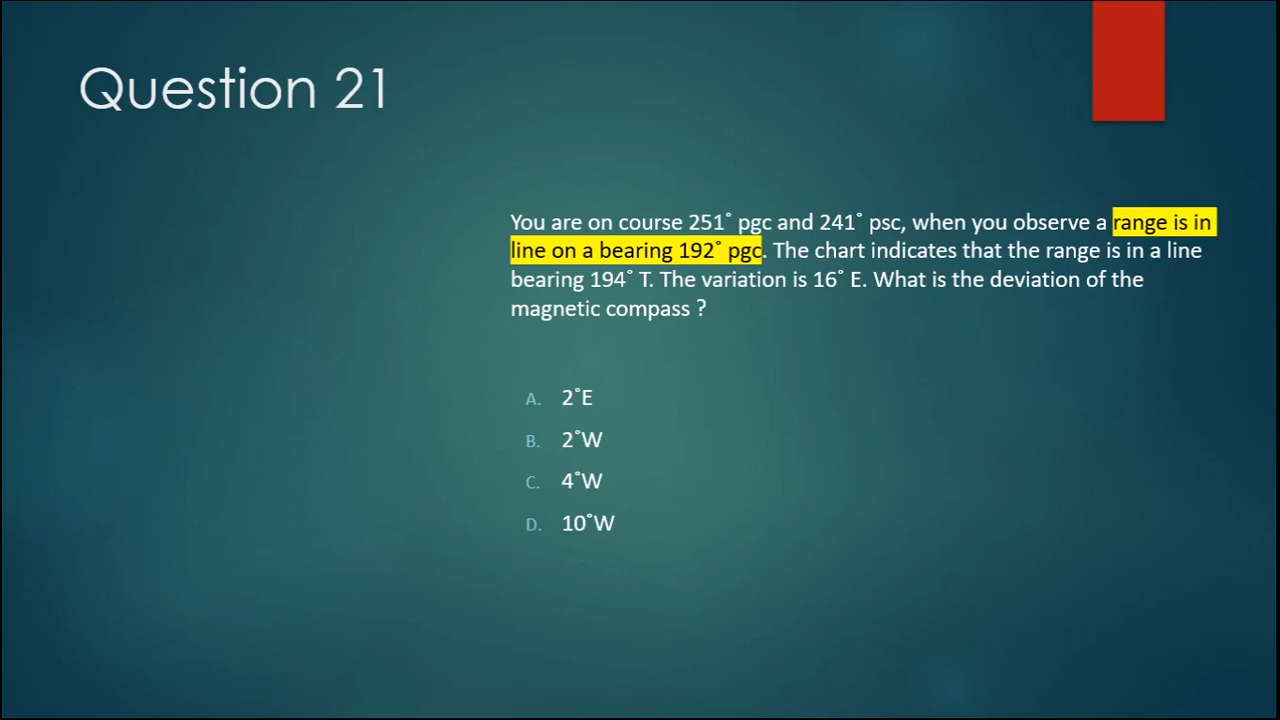 Question 21
You are on course 251˚ pgc and 241˚ psc, when you observe a range is in
line on a bearing 192˚ pgc. The chart indicates that the range is in a line
bearing 194˚ T. The variation is 16˚ E. What is the deviation of the
magnetic compass ?
A. 2˚E
B. 2˚W
C. 4˚W
D. 10˚W